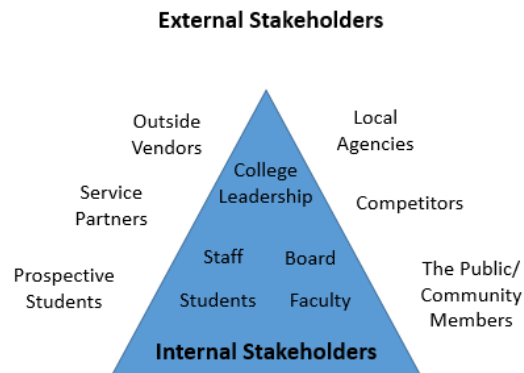 External Stakeholders
Outside
Vendors
Local
Agencies
College
Leadership
Service
Partners
Competitors
Staff
Board
Prospective
Students
Students
Faculty
The Public/
Community
Members
Internal Stakeholders